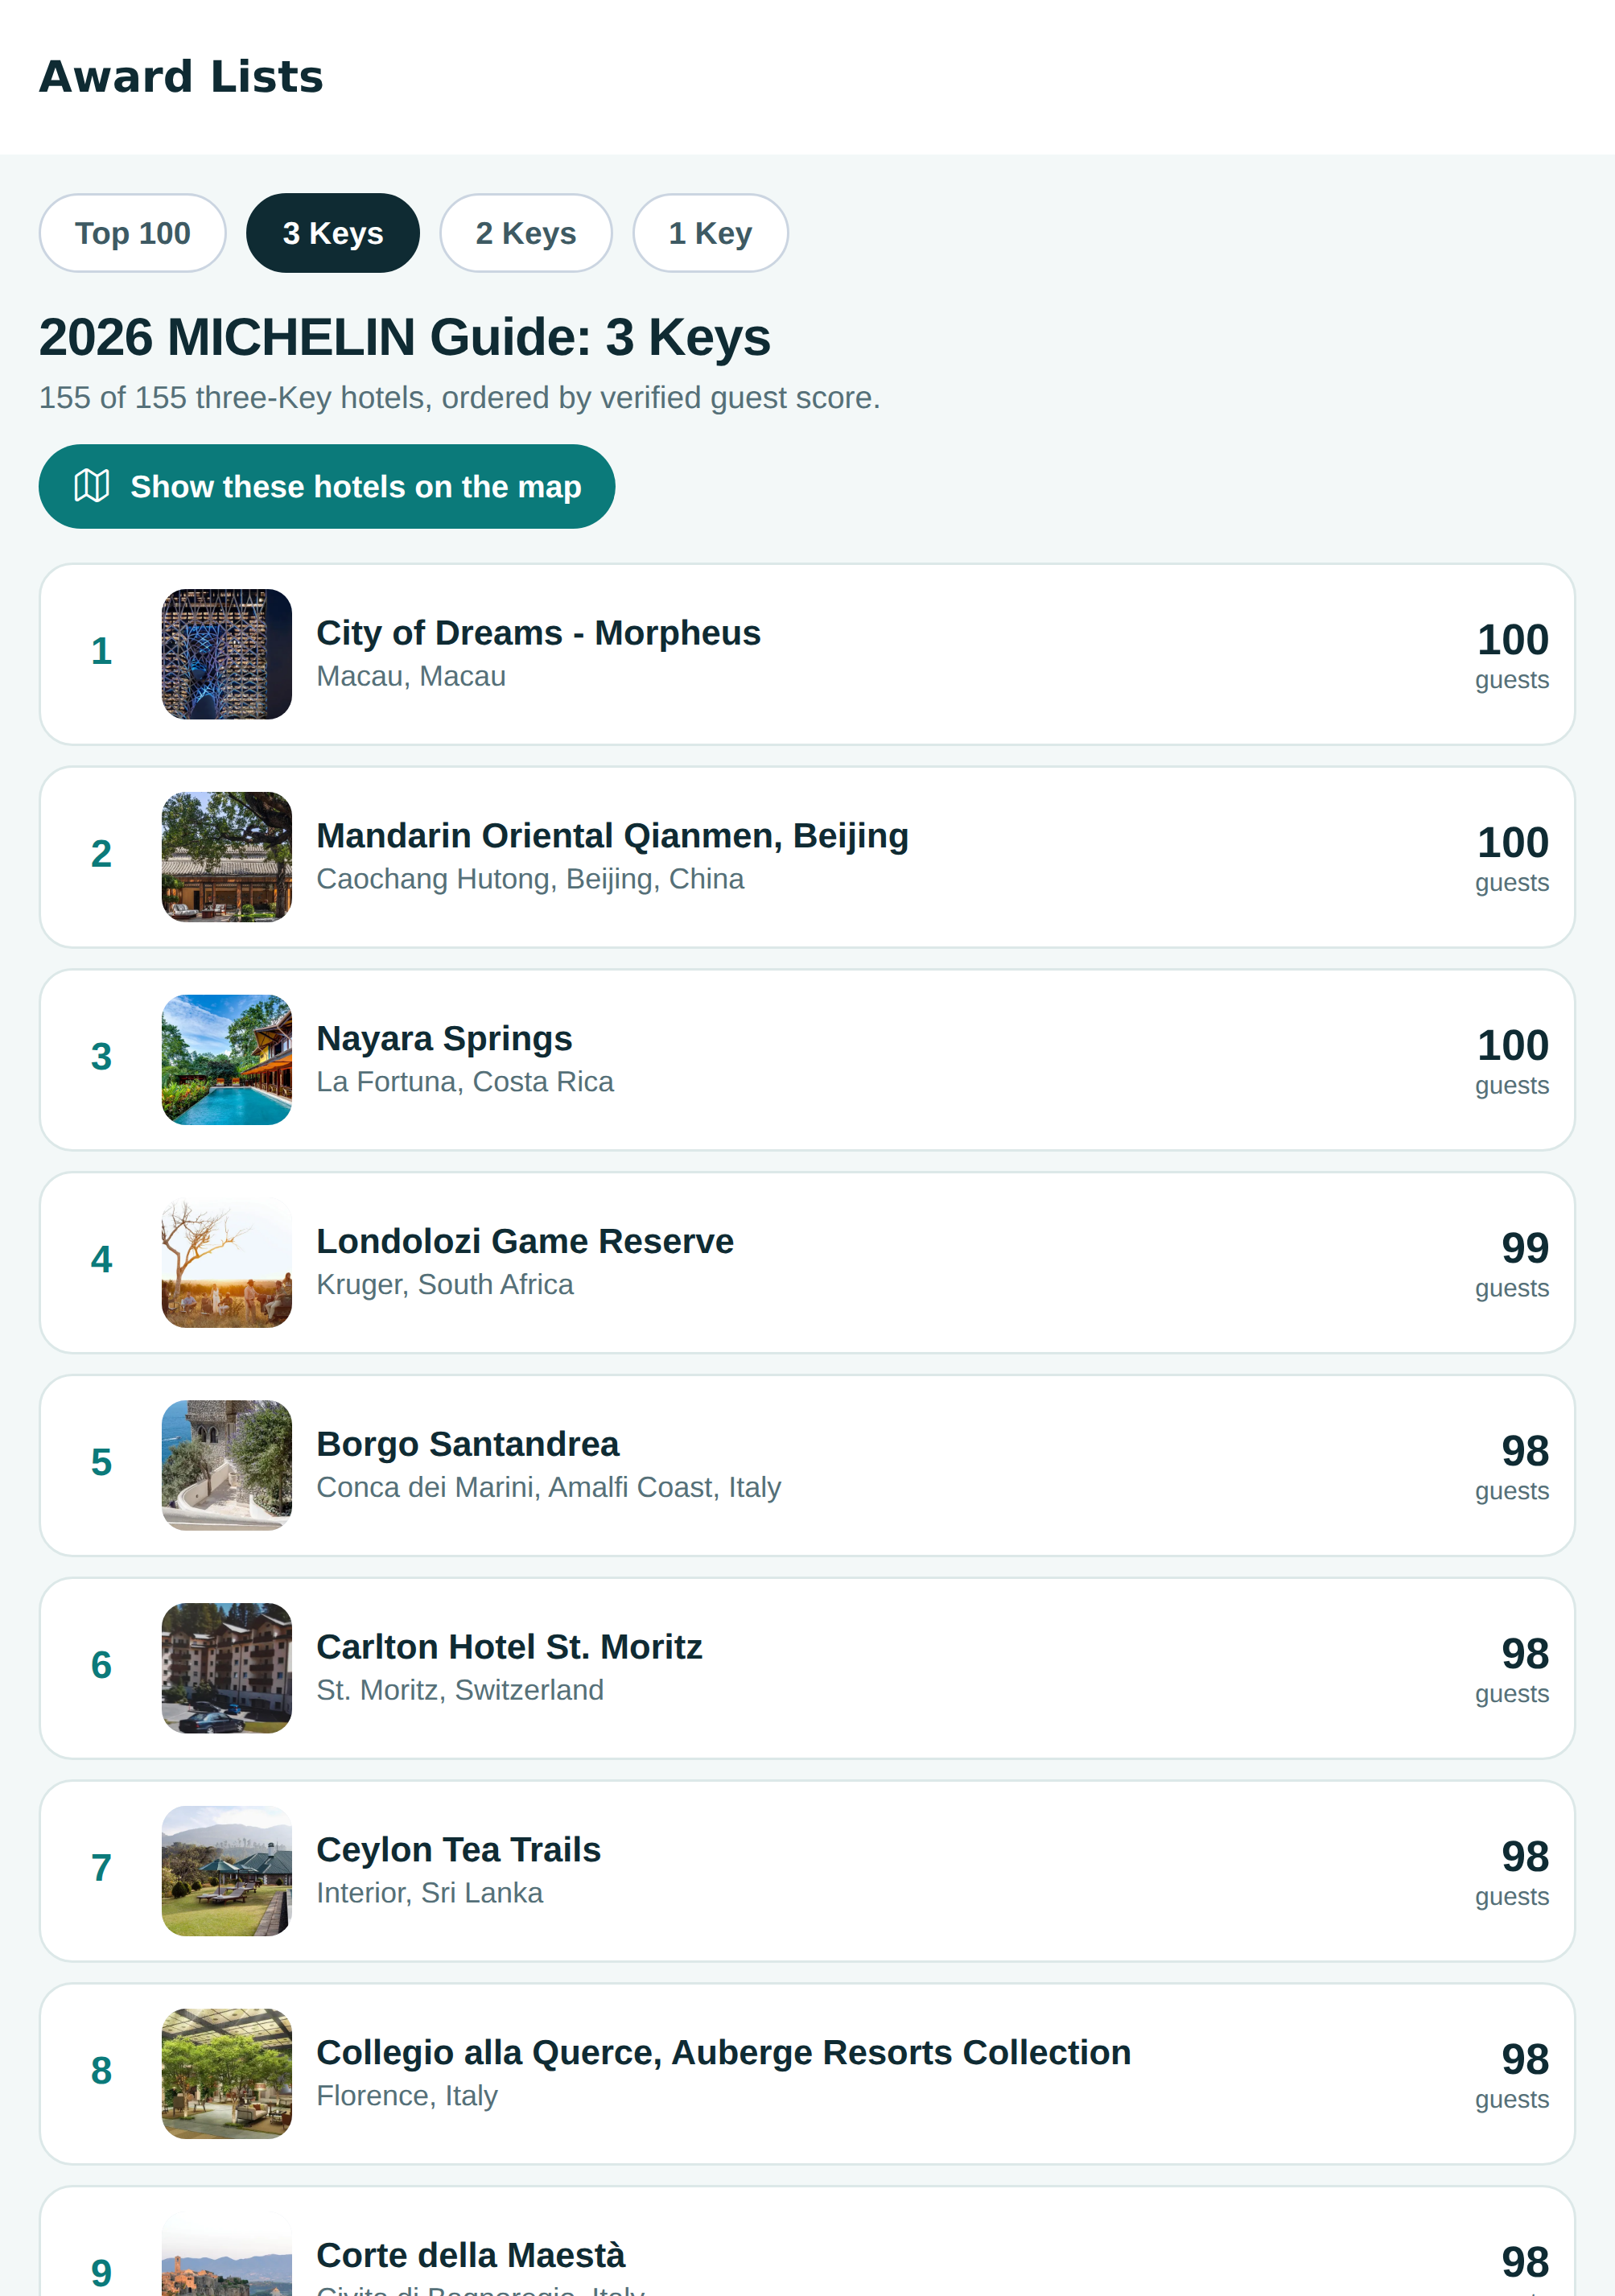 Award Lists
Top 100
3 Keys
2 Keys
1 Key
2026 MICHELIN Guide: 3 Keys
155 of 155 three-Key hotels, ordered by verified guest score.
Show these hotels on the map
1
City of Dreams - Morpheus
Macau, Macau
100
guests
2
Mandarin Oriental Qianmen, Beijing
Caochang Hutong, Beijing, China
100
guests
3
Nayara Springs
La Fortuna, Costa Rica
100
guests
4
Londolozi Game Reserve
Kruger, South Africa
99
guests
5
Borgo Santandrea
Conca dei Marini, Amalfi Coast, Italy
98
guests
6
Carlton Hotel St. Moritz
St. Moritz, Switzerland
98
guests
7
Ceylon Tea Trails
Interior, Sri Lanka
98
guests
8
Collegio alla Querce, Auberge Resorts Collection
Florence, Italy
98
guests
9
Corte della Maestà
Civita di Bagnoregio, Italy
98